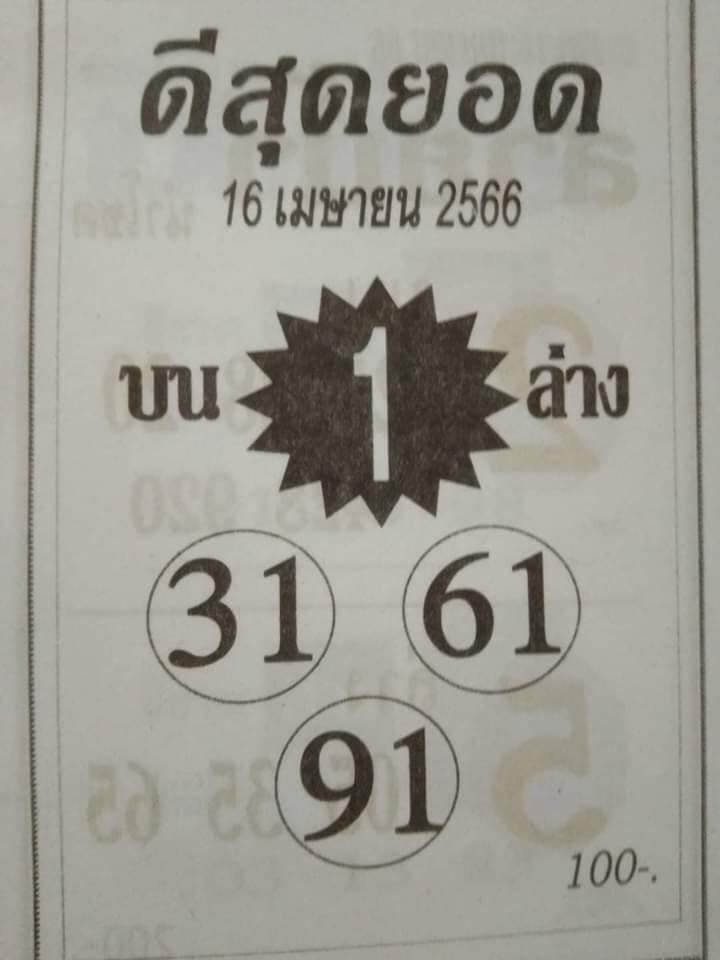 ดีสุดยอด
16 เมษายน 2566
บน 1 ล่าง
31 61
91
100-.